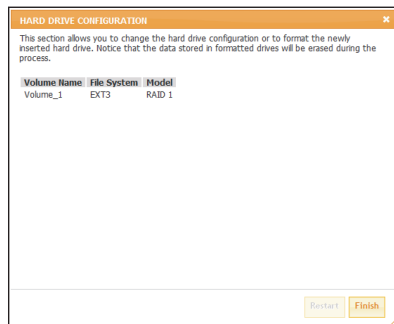 HARD DRIVE CONFIGURATION
This section allows you to change the hard drive configuration or to format the newly
inserted hard drive. Notice that the data stored in formatted drives will be erased during the
process.
Volume Name File System Model
Volume_1 EXT3 RAID 1
Restart Finish